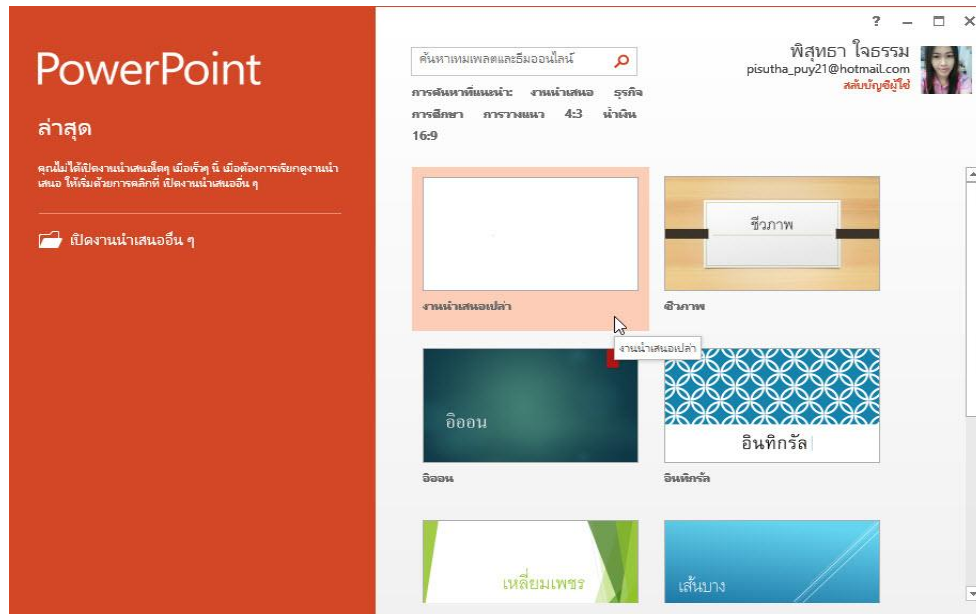 PowerPoint
ล่าสุด
คุณไม่ได้เปิดงานนำเสนอใดๆ เมื่อเร็วๆ นี้ เมื่อต้องการเรียกดูงานนำ
เสนอ ให้เริ่มด้วยการคลิกที่ เปิดงานนำเสนออื่น ๆ
เปิดงานนำเสนออื่น ๆ
?
ค้นหาเทมเพลตและธีมออนไลน์
พิสุทธา ใจธรรม
pisutha_puy21@hotmail.com
สลับบัญชีผู้ใช้
การค้นหาที่แนะนำ: งานนำเสนอ ธุรกิจ
การศึกษา การวางแนว 4:3 น้ำเงิน
16:9
ชีวภาพ
งานนำเสนอเปล่า
ชีวภาพ
งานนำเสนอเปล่า
อิออน
อินทิกรัล
อิออน
อินทิกรัล
เหลี่ยมเพชร
เส้นบาง